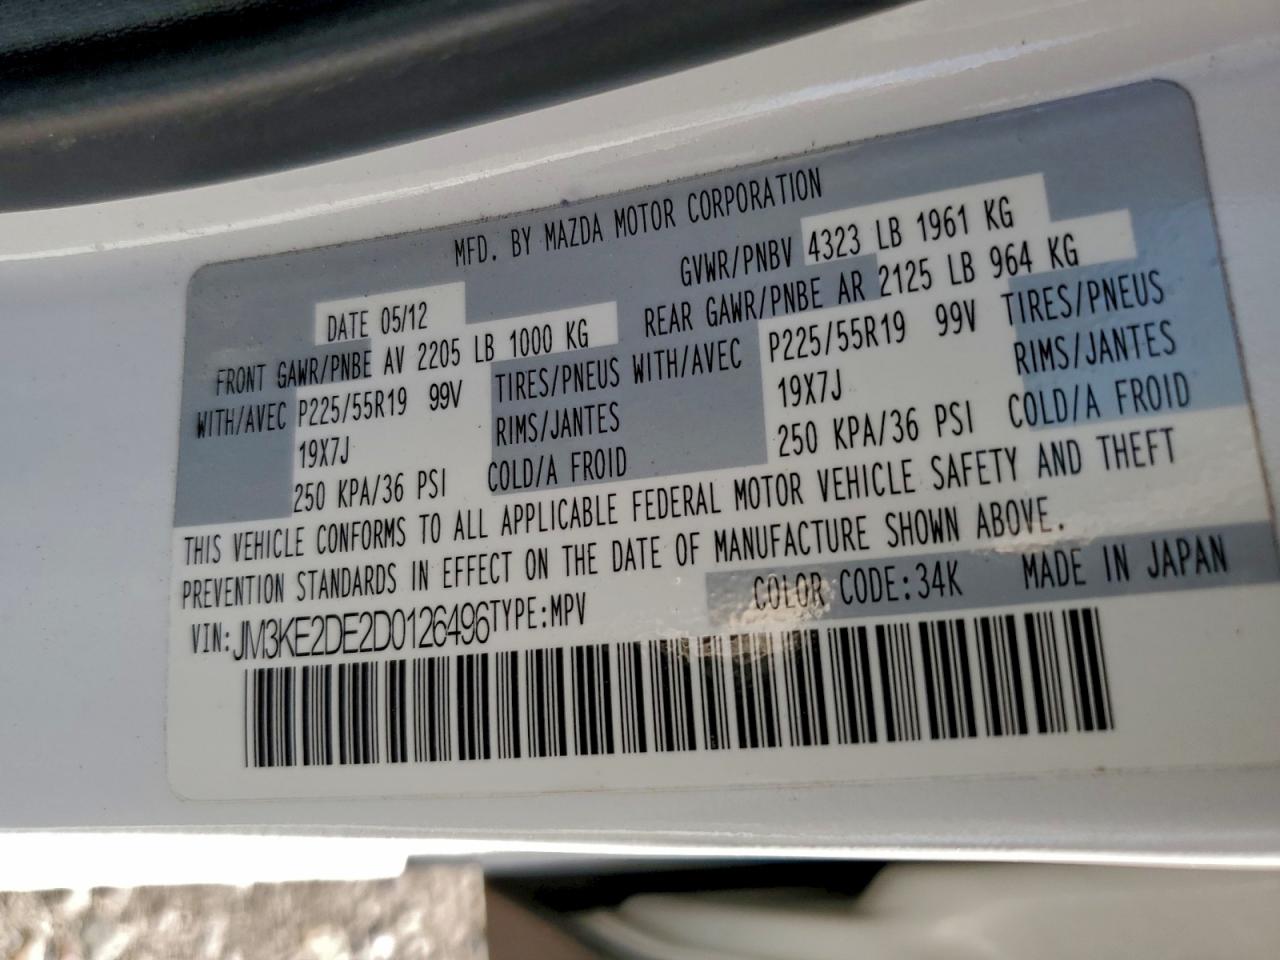 MFD. BY MAZDA MOTOR CORPORATION
DATE 05/12 GVWR/PNBV 4323 LB 1961 KG
FRONT GAWR/PNBE AV 2205 LB 1000 KG REAR GAWR/PNBE AR 2125 LB 964 KG
WITH/AVEC P225/55R19 99V TIRES/PNEUS WITH/AVEC P225/55R19 99V TIRES/PNEUS
19X7J RIMS/JANTES 19X7J RIMS/JANTES
250 KPA/36 PSI COLD/A FROID 250 KPA/36 PSI COLD/A FROID
THIS VEHICLE CONFORMS TO ALL APPLICABLE FEDERAL MOTOR VEHICLE SAFETY AND THEFT
PREVENTION STANDARDS IN EFFECT ON THE DATE OF MANUFACTURE SHOWN ABOVE.
VIN:JM3KE2DE2D0126496TYPE:MPV COLOR CODE:34K MADE IN JAPAN